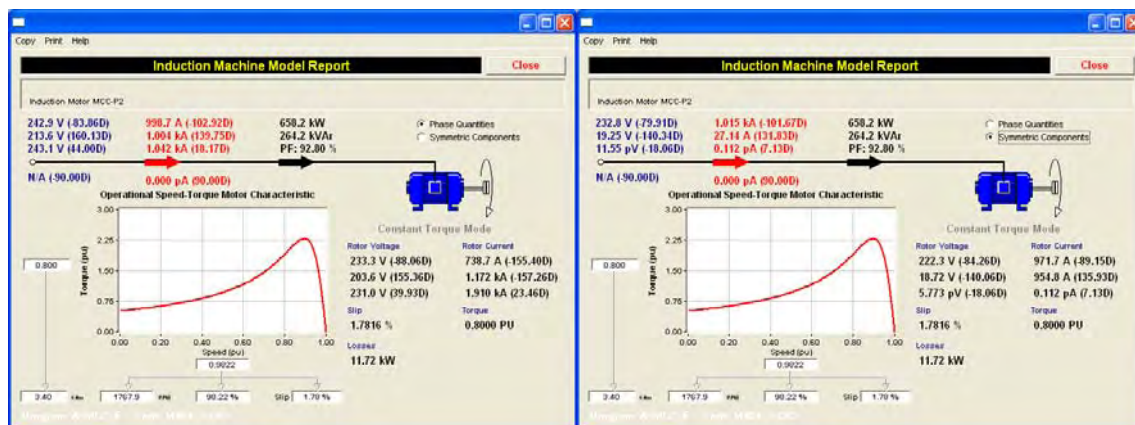 Copy Print Help
Induction Machine Model Report
Close
Induction Motor MCC-P2
242.9 V (-83.86D) 998.7 A (-102.92D) 658.2 kW
213.6 V (160.13D) 1.004 kA (139.75D) 264.2 kVAr
243.1 V (44.00D) 1.042 kA (18.17D) PF: 92.80 %
Phase Quantities
Symmetric Components
N/A (-90.00D) 0.000 pA (90.00D)
Operational Speed-Torque Motor Characteristic
3.00
2.25
1.50
0.75
0.00
Torque (pu)
0.800
0.00 0.20 0.40 0.60 0.80 1.00
Speed (pu)
0.9822
Constant Torque Mode
Rotor Voltage Rotor Current
233.3 V (-88.06D) 738.7 A (-155.40D)
203.6 V (155.36D) 1.172 kA (-157.26D)
231.0 V (39.93D) 1.910 kA (23.46D)
Slip Torque
1.7816 % 0.8000 PU
Losses
11.72 kW
3.40 1767.9 RPM 98.22 % Slip 1.78 %
Copy Print Help
Induction Machine Model Report
Close
Induction Motor MCC-P2
232.8 V (-79.91D) 1.015 kA (-101.67D) 658.2 kW
19.25 V (-140.34D) 27.14 A (131.83D) 264.2 kVAr
11.55 pV (-18.06D) 0.112 pA (7.13D) PF: 92.80 %
Phase Quantities
Symmetric Components
N/A (-90.00D) 0.000 pA (90.00D)
Operational Speed-Torque Motor Characteristic
3.00
2.25
1.50
0.75
0.00
Torque (pu)
0.800
0.00 0.20 0.40 0.60 0.80 1.00
Speed (pu)
0.9822
Constant Torque Mode
Rotor Voltage Rotor Current
222.3 V (-84.26D) 971.7 A (-89.15D)
18.72 V (-140.06D) 954.8 A (135.93D)
5.773 pV (-18.06D) 0.112 pA (7.13D)
Slip Torque
1.7816 % 0.8000 PU
Losses
11.72 kW
3.40 1767.9 RPM 98.22 % Slip 1.78 %